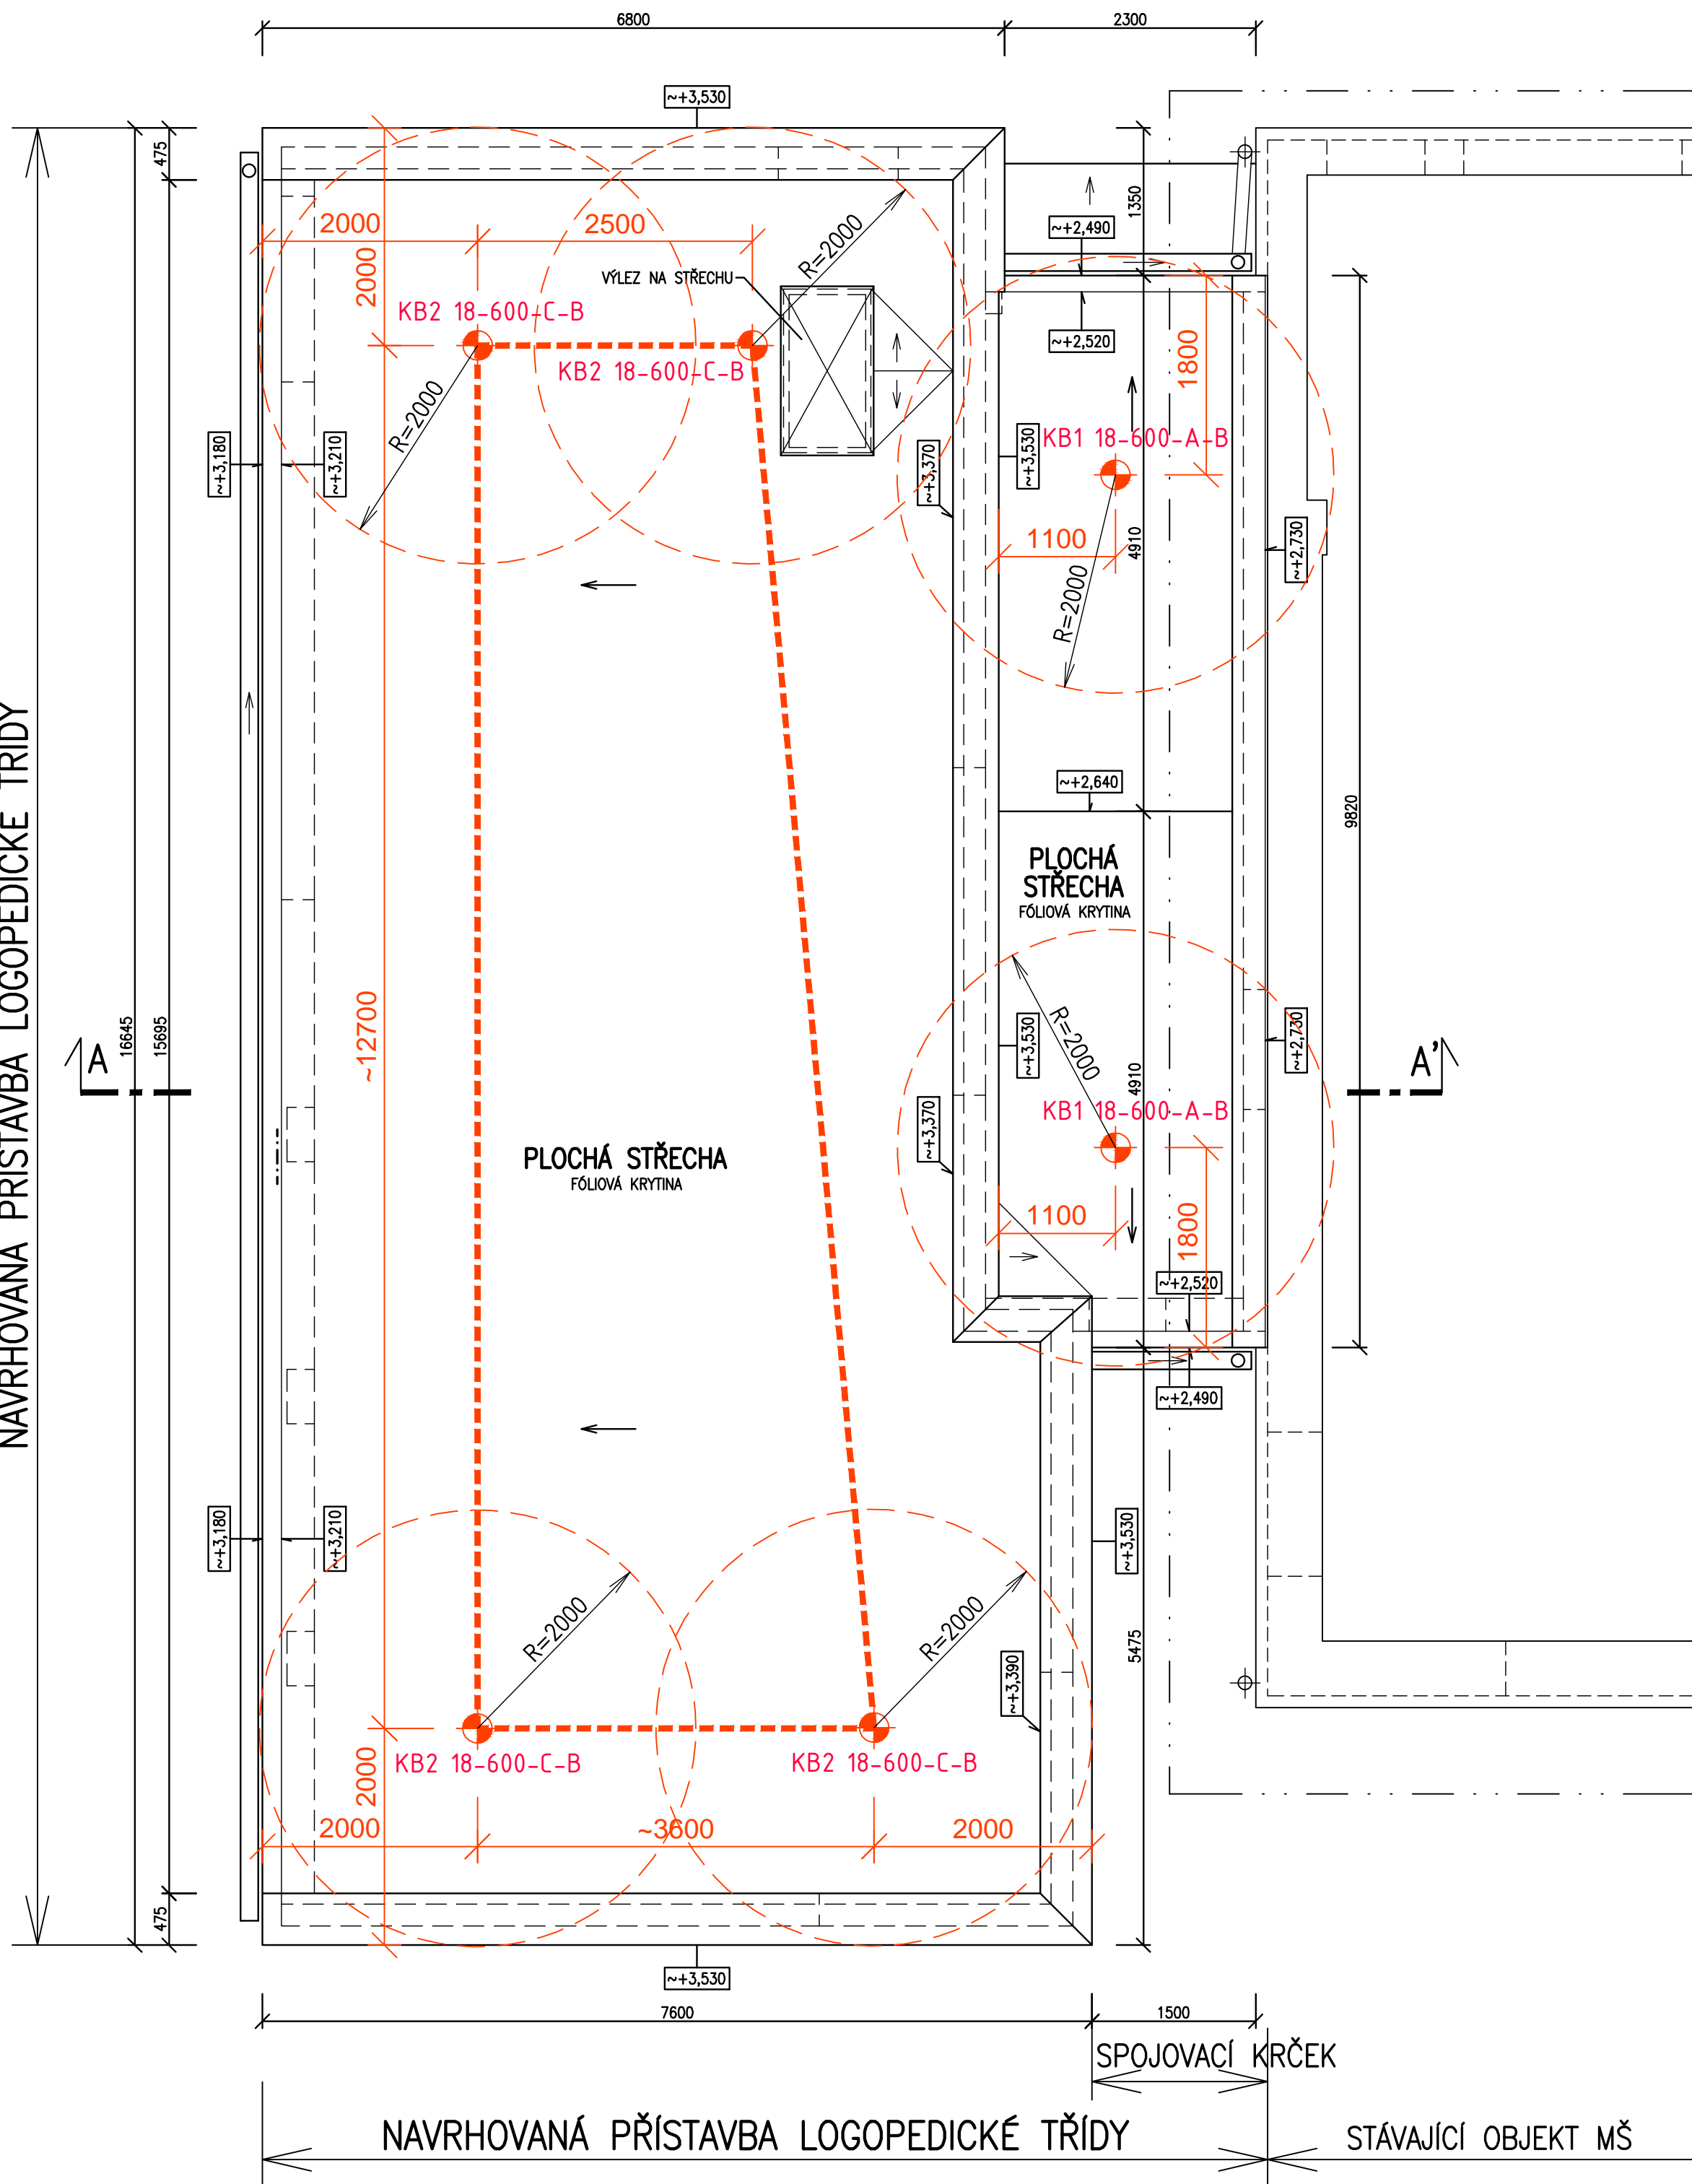 6800
2300
~+3,530
475
1350
2000
2500
R=2000
~+2,490
2000
VÝLEZ NA STŘECHU
KB2 18-600-C-B
~+2,520
1800
KB2 18-600-C-B
R=2000
~+3,180
~+3,210
~+3,370
~+3,530
KB1 18-600-A-B
1100
4910
~+2,730
R=2000
~+2,640
9820
PLOCHÁ
STŘECHA
FÓLIOVÁ KRYTINA
NAVRHOVANÁ PŘÍSTAVBA LOGOPEDICKÉ TŘÍDY
16645
15695
~12700
~+3,530
R=2000
~+2,730
A
A'
4910
KB1 18-600-A-B
~+3,370
PLOCHÁ STŘECHA
FÓLIOVÁ KRYTINA
1100
1800
~+2,520
~+2,490
~+3,180
~+3,210
~+3,530
R=2000
R=2000
5475
~+3,390
KB2 18-600-C-B
KB2 18-600-C-B
2000
2000
~3600
2000
475
~+3,530
7600
1500
SPOJOVACÍ KRČEK
NAVRHOVANÁ PŘÍSTAVBA LOGOPEDICKÉ TŘÍDY
STÁVAJÍCÍ OBJEKT MŠ